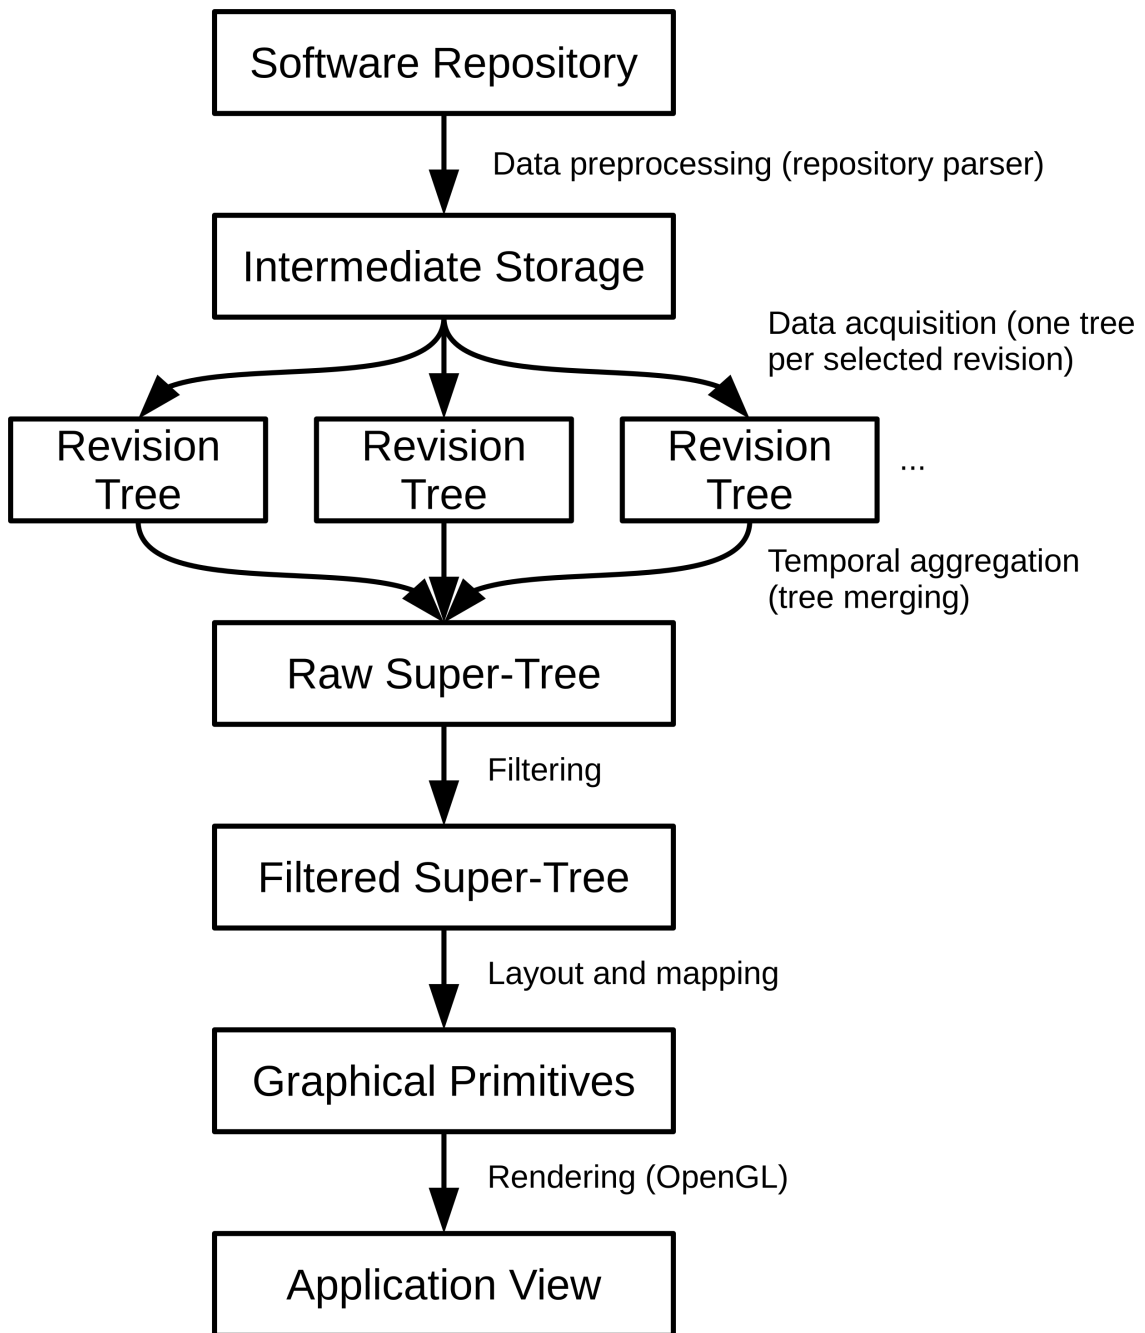 Software Repository
Data preprocessing (repository parser)
Intermediate Storage
Data acquisition (one tree
per selected revision)
Revision
Tree
Revision
Tree
Revision
Tree
...
Temporal aggregation
(tree merging)
Raw Super-Tree
Filtering
Filtered Super-Tree
Layout and mapping
Graphical Primitives
Rendering (OpenGL)
Application View